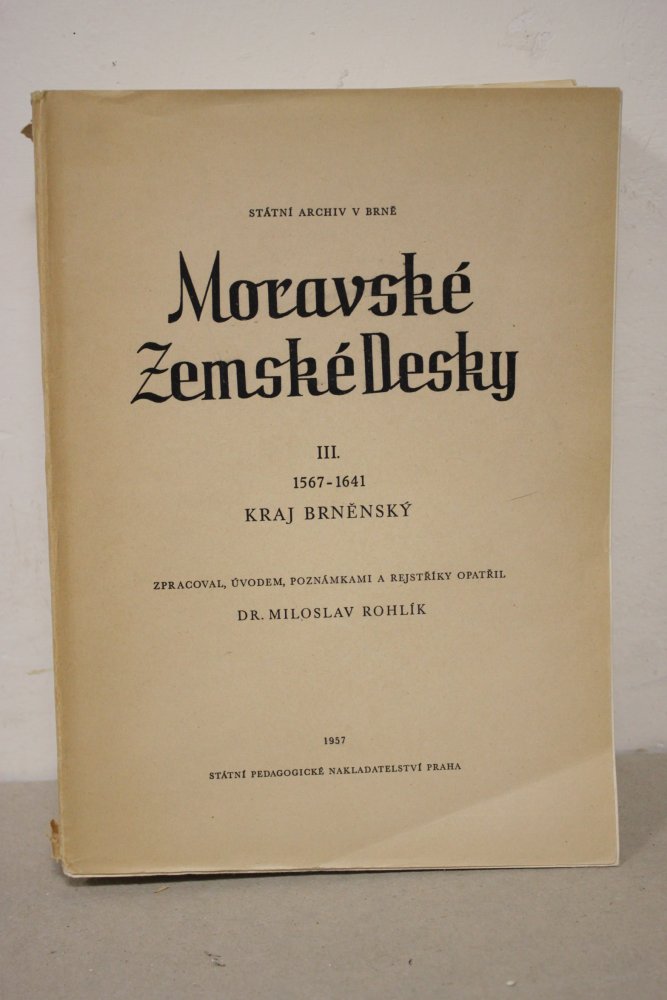 STÁTNÍ ARCHIV V BRNĚ
Moravské
Zemské Desky
III.
1567-1641
KRAJ BRNĚNSKÝ
ZPRACOVAL, ÚVODEM, POZNÁMKAMI A REJSTŘÍKY OPATŘIL
DR. MILOSLAV ROHLÍK
1957
STÁTNÍ PEDAGOGICKÉ NAKLADATELSTVÍ PRAHA